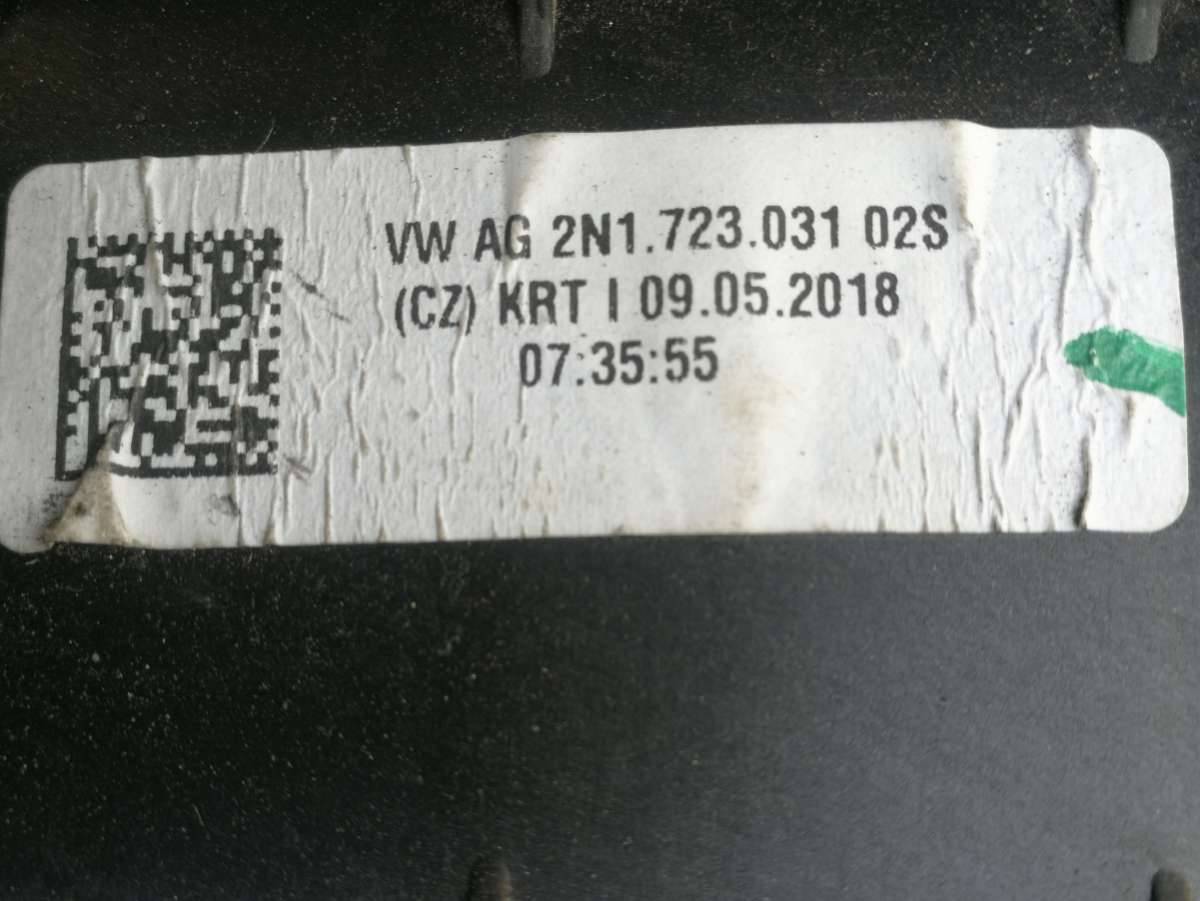 VW AG 2N1.723.031 02S
(CZ) KRT I 09.05.2018
07:35:55